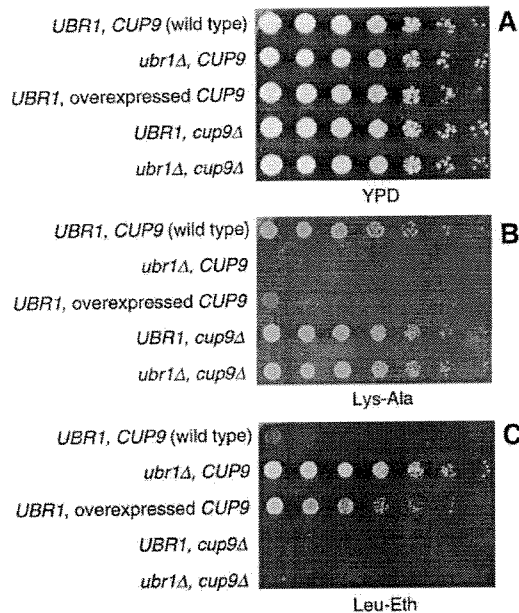 UBR1, CUP9 (wild type)
A
ubr1Δ, CUP9
UBR1, overexpressed CUP9
UBR1, cup9Δ
ubr1Δ, cup9Δ
YPD
UBR1, CUP9 (wild type)
B
ubr1Δ, CUP9
UBR1, overexpressed CUP9
UBR1, cup9Δ
ubr1Δ, cup9Δ
Lys-Ala
UBR1, CUP9 (wild type)
C
ubr1Δ, CUP9
UBR1, overexpressed CUP9
UBR1, cup9Δ
ubr1Δ, cup9Δ
Leu-Eth